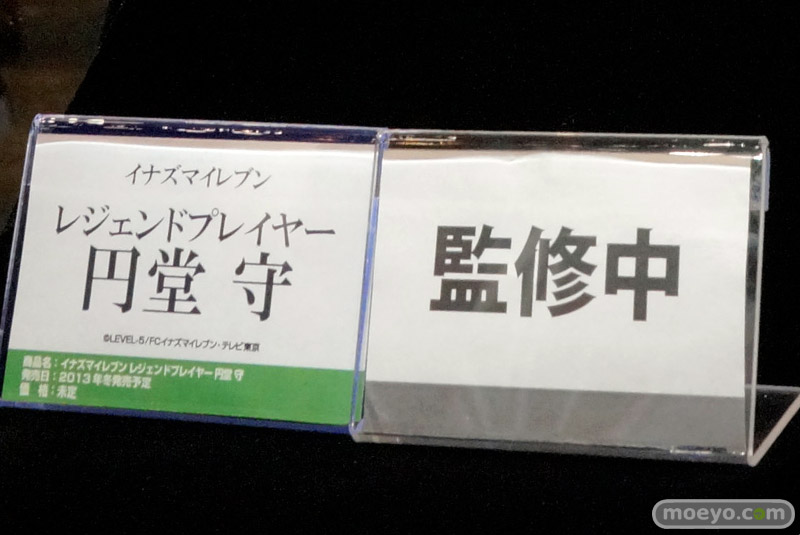 イナズマイレブン
レジェンドプレイヤー
円堂 守
©LEVEL-5/FCイナズマイレブン・テレビ東京
商品名：イナズマイレブン レジェンドプレイヤー 円堂 守
発売日：2013年冬発売予定
価　格：未定
監修中
moeyo.com